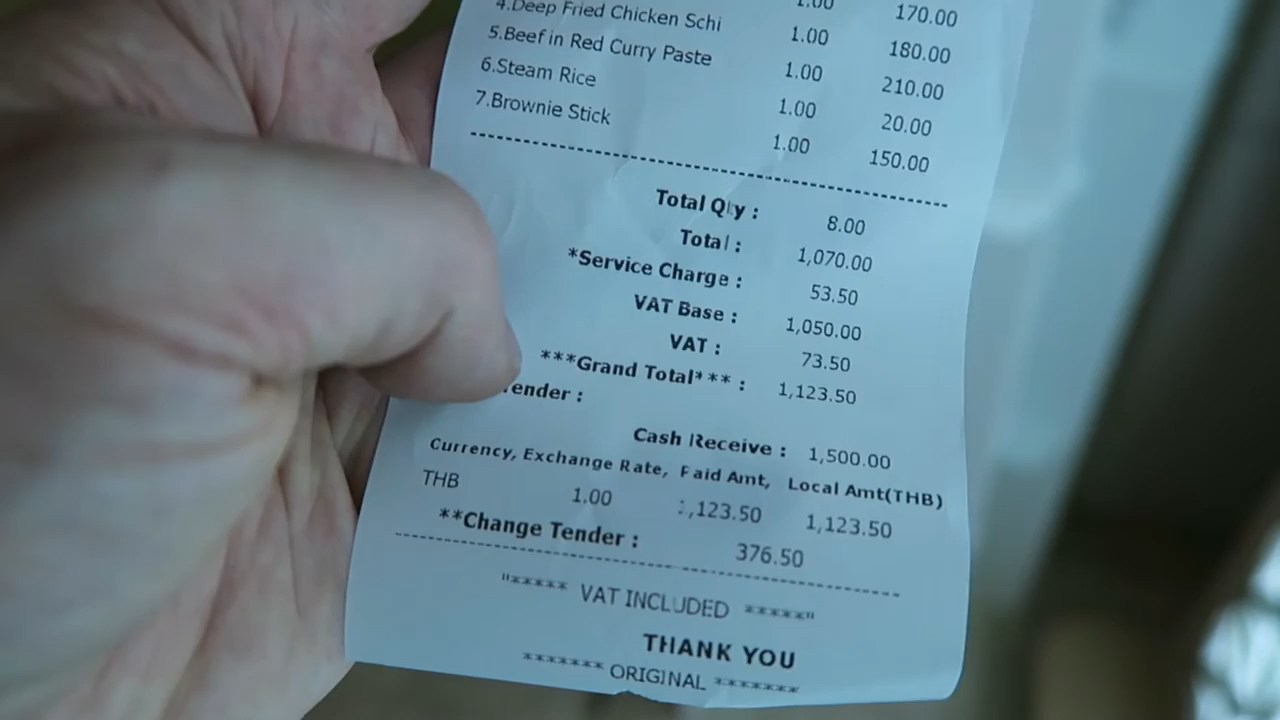 1.00 170.00
4.Deep Fried Chicken Schi 1.00 180.00
5.Beef in Red Curry Paste 1.00 210.00
6.Steam Rice 1.00 20.00
7.Brownie Stick 1.00 150.00
Total Qty : 8.00
Total : 1,070.00
*Service Charge : 53.50
VAT Base : 1,050.00
VAT : 73.50
***Grand Total*** : 1,123.50
Tender :
Cash Receive : 1,500.00
Currency, Exchange Rate, Paid Amt, Local Amt(THB)
THB 1.00 1,123.50 1,123.50
**Change Tender : 376.50
"***** VAT INCLUDED *****"
THANK YOU
******* ORIGINAL *******